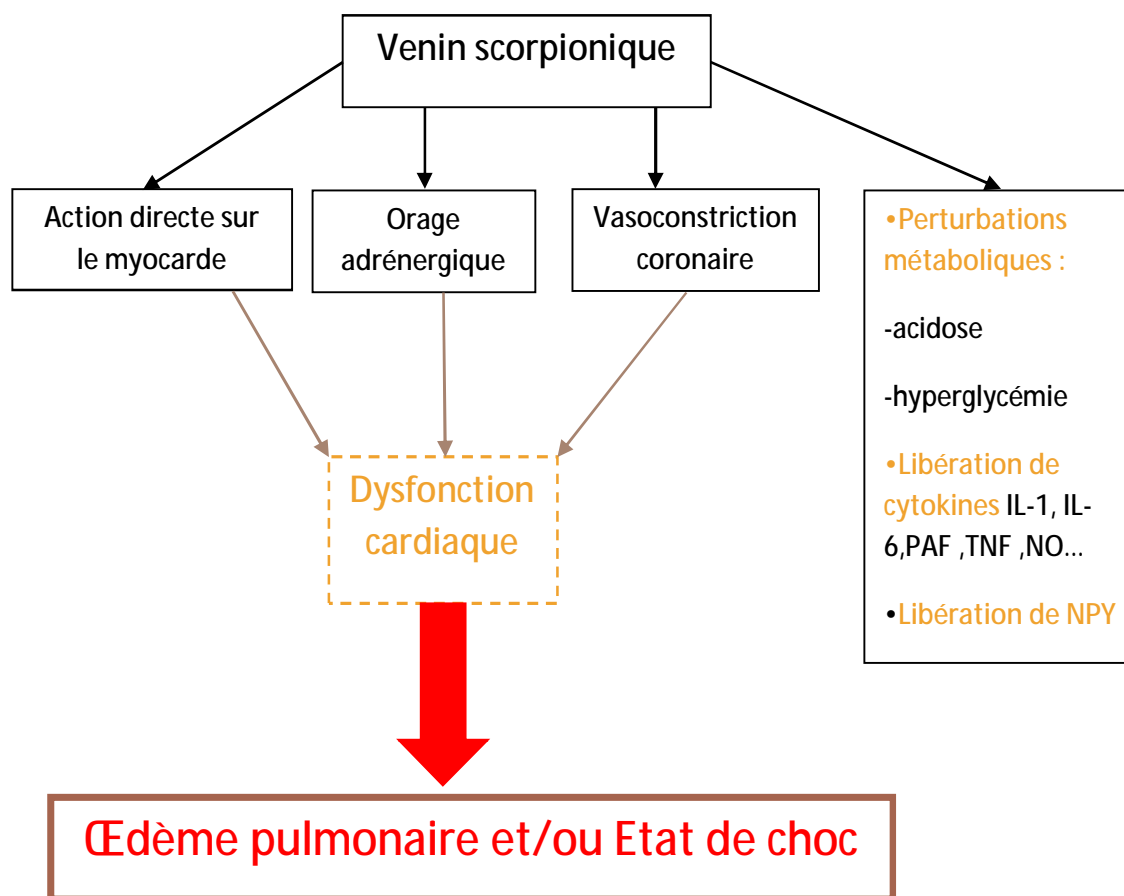 Venin scorpionique
Action directe sur
le myocarde
Orage
adrénergique
Vasoconstriction
coronaire
•Perturbations
métaboliques :
-acidose
-hyperglycémie
•Libération de
cytokines IL-1, IL-
6,PAF ,TNF ,NO...
•Libération de NPY
Dysfonction
cardiaque
Œdème pulmonaire et/ou Etat de choc